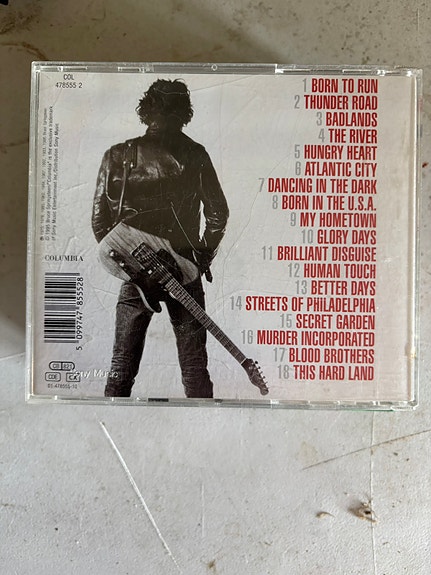 COL
478555 2
1 BORN TO RUN
2 THUNDER ROAD
3 BADLANDS
4 THE RIVER
5 HUNGRY HEART
6 ATLANTIC CITY
7 DANCING IN THE DARK
8 BORN IN THE U.S.A.
9 MY HOMETOWN
10 GLORY DAYS
11 BRILLIANT DISGUISE
12 HUMAN TOUCH
13 BETTER DAYS
14 STREETS OF PHILADELPHIA
15 SECRET GARDEN
16 MURDER INCORPORATED
17 BLOOD BROTHERS
18 THIS HARD LAND
COLUMBIA
5 099747 855528